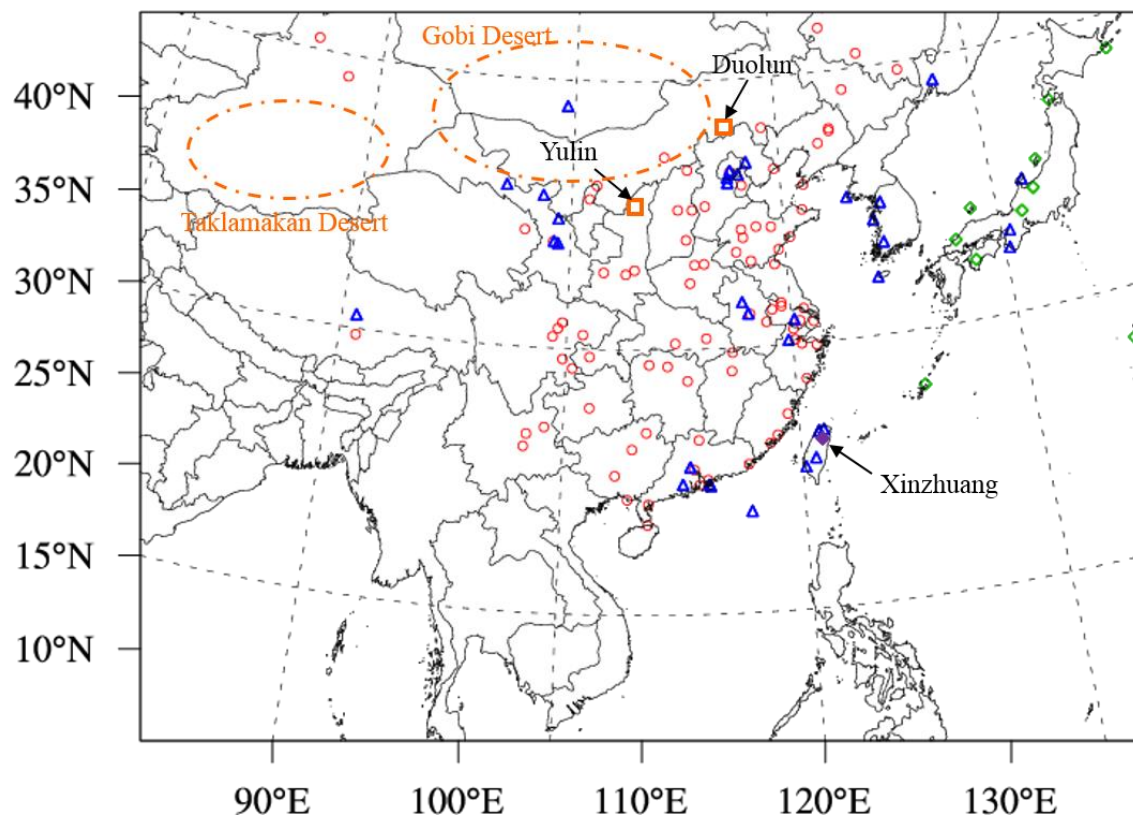 Gobi Desert
Duolun
40°N
Yulin
35°N
Taklamakan Desert
30°N
25°N
20°N
Xinzhuang
15°N
10°N
90°E
100°E
110°E
120°E
130°E